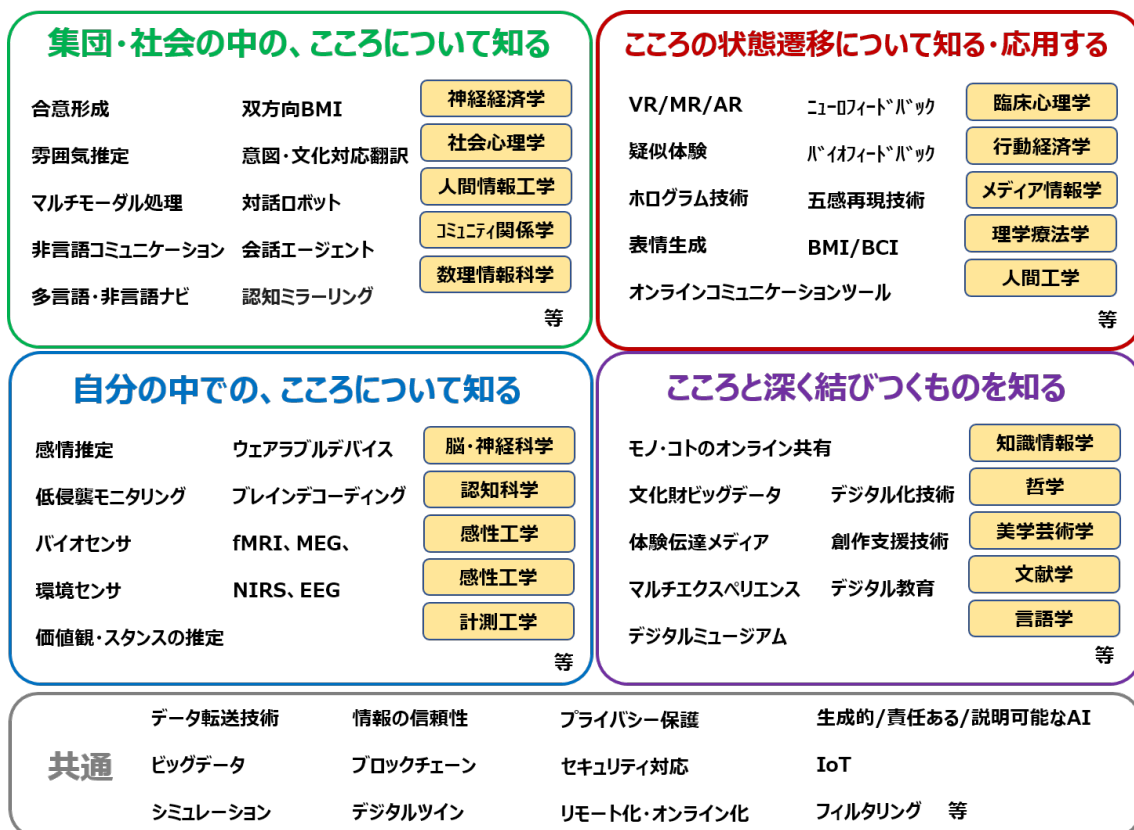 集団・社会の中の、こころについて知る
合意形成
双方向BMI
神経経済学
雰囲気推定
意図・文化対応翻訳
社会心理学
マルチモーダル処理
対話ロボット
人間情報工学
非言語コミュニケーション
会話エージェント
ｺﾐｭﾆﾃｨ関係学
多言語・非言語ナビ
認知ミラーリング
数理情報科学
等
こころの状態遷移について知る・応用する
VR/MR/AR
ﾆｭｰﾛﾌｨｰﾄﾞﾊﾞｯｸ
臨床心理学
疑似体験
ﾊﾞｲｵﾌｨｰﾄﾞﾊﾞｯｸ
行動経済学
ホログラム技術
五感再現技術
メディア情報学
表情生成
BMI/BCI
理学療法学
オンラインコミュニケーションツール
人間工学
等
自分の中での、こころについて知る
感情推定
ウェアラブルデバイス
脳・神経科学
低侵襲モニタリング
ブレインデコーディング
認知科学
バイオセンサ
fMRI、MEG、
感性工学
環境センサ
NIRS、EEG
感性工学
価値観・スタンスの推定
計測工学
等
こころと深く結びつくものを知る
モノ・コトのオンライン共有
知識情報学
文化財ビッグデータ
デジタル化技術
哲学
体験伝達メディア
創作支援技術
美学芸術学
マルチエクスペリエンス
デジタル教育
文献学
デジタルミュージアム
言語学
等
共通
データ転送技術
情報の信頼性
プライバシー保護
生成的/責任ある/説明可能なAI
ビッグデータ
ブロックチェーン
セキュリティ対応
IoT
シミュレーション
デジタルツイン
リモート化・オンライン化
フィルタリング　等